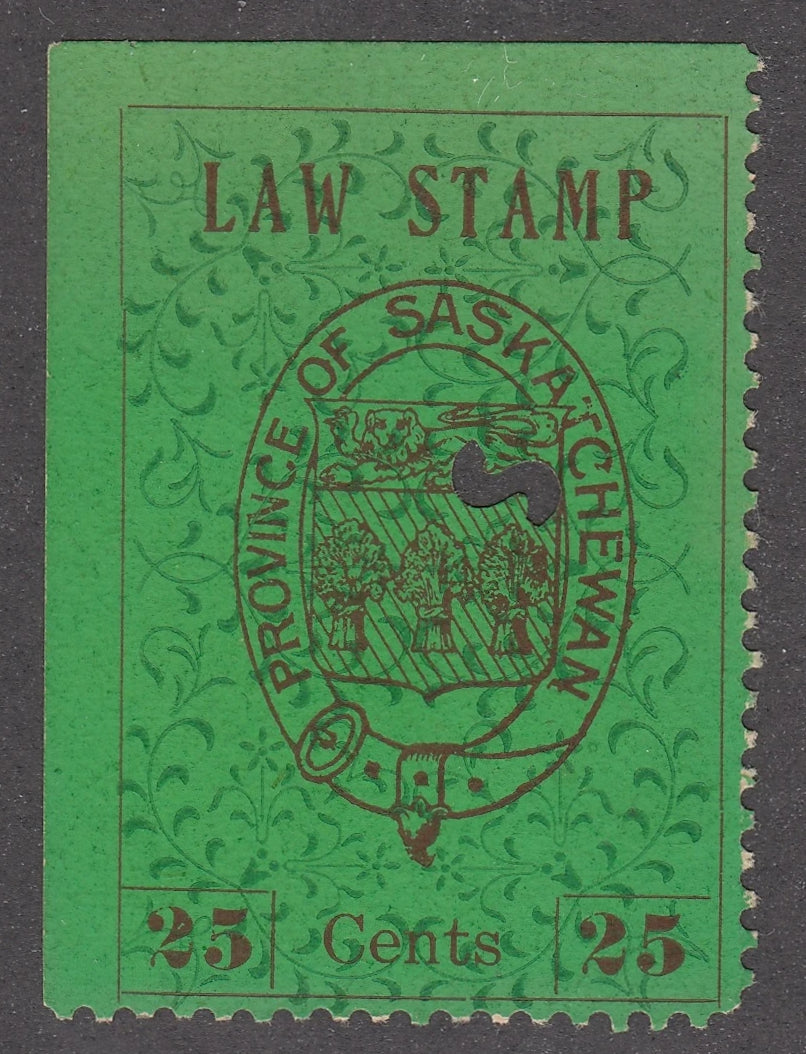 LAW STAMP
PROVINCE OF SASKATCHEWAN
25 Cents 25